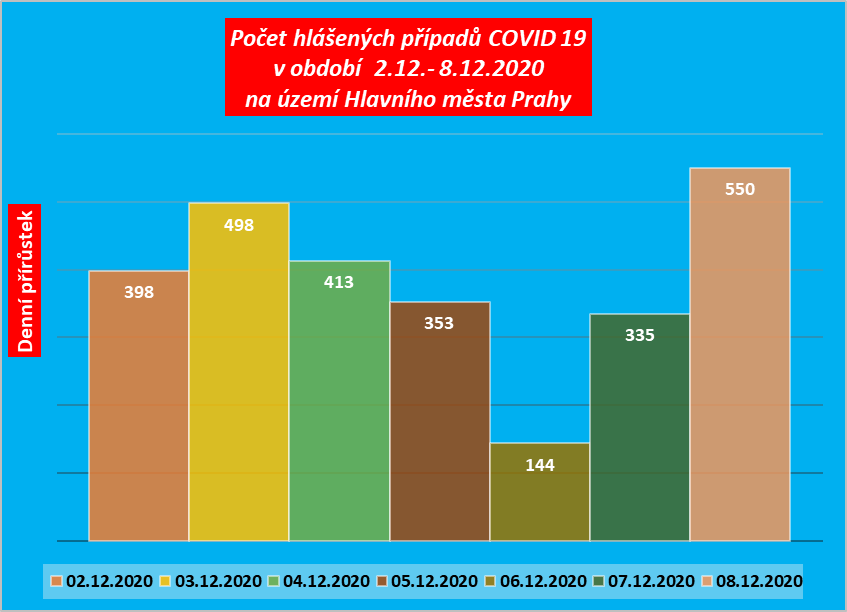 Počet hlášených případů COVID 19
v období 2.12.- 8.12.2020
na území Hlavního města Prahy
Denní přírůstek
398
498
413
353
144
335
550
02.12.2020 03.12.2020 04.12.2020 05.12.2020 06.12.2020 07.12.2020 08.12.2020